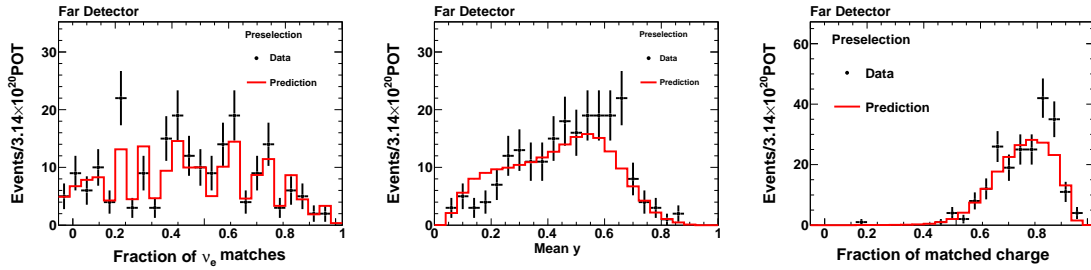 Far Detector
Events/3.14×10²⁰POT
30
20
10
0
Preselection
Data
Prediction
0 0.2 0.4 0.6 0.8 1
Fraction of νₑ matches
Far Detector
Events/3.14×10²⁰POT
30
20
10
0
Preselection
Data
Prediction
0 0.2 0.4 0.6 0.8 1
Mean y
Far Detector
Events/3.14×10²⁰POT
60
40
20
0
Preselection
Data
Prediction
0 0.2 0.4 0.6 0.8 1
Fraction of matched charge